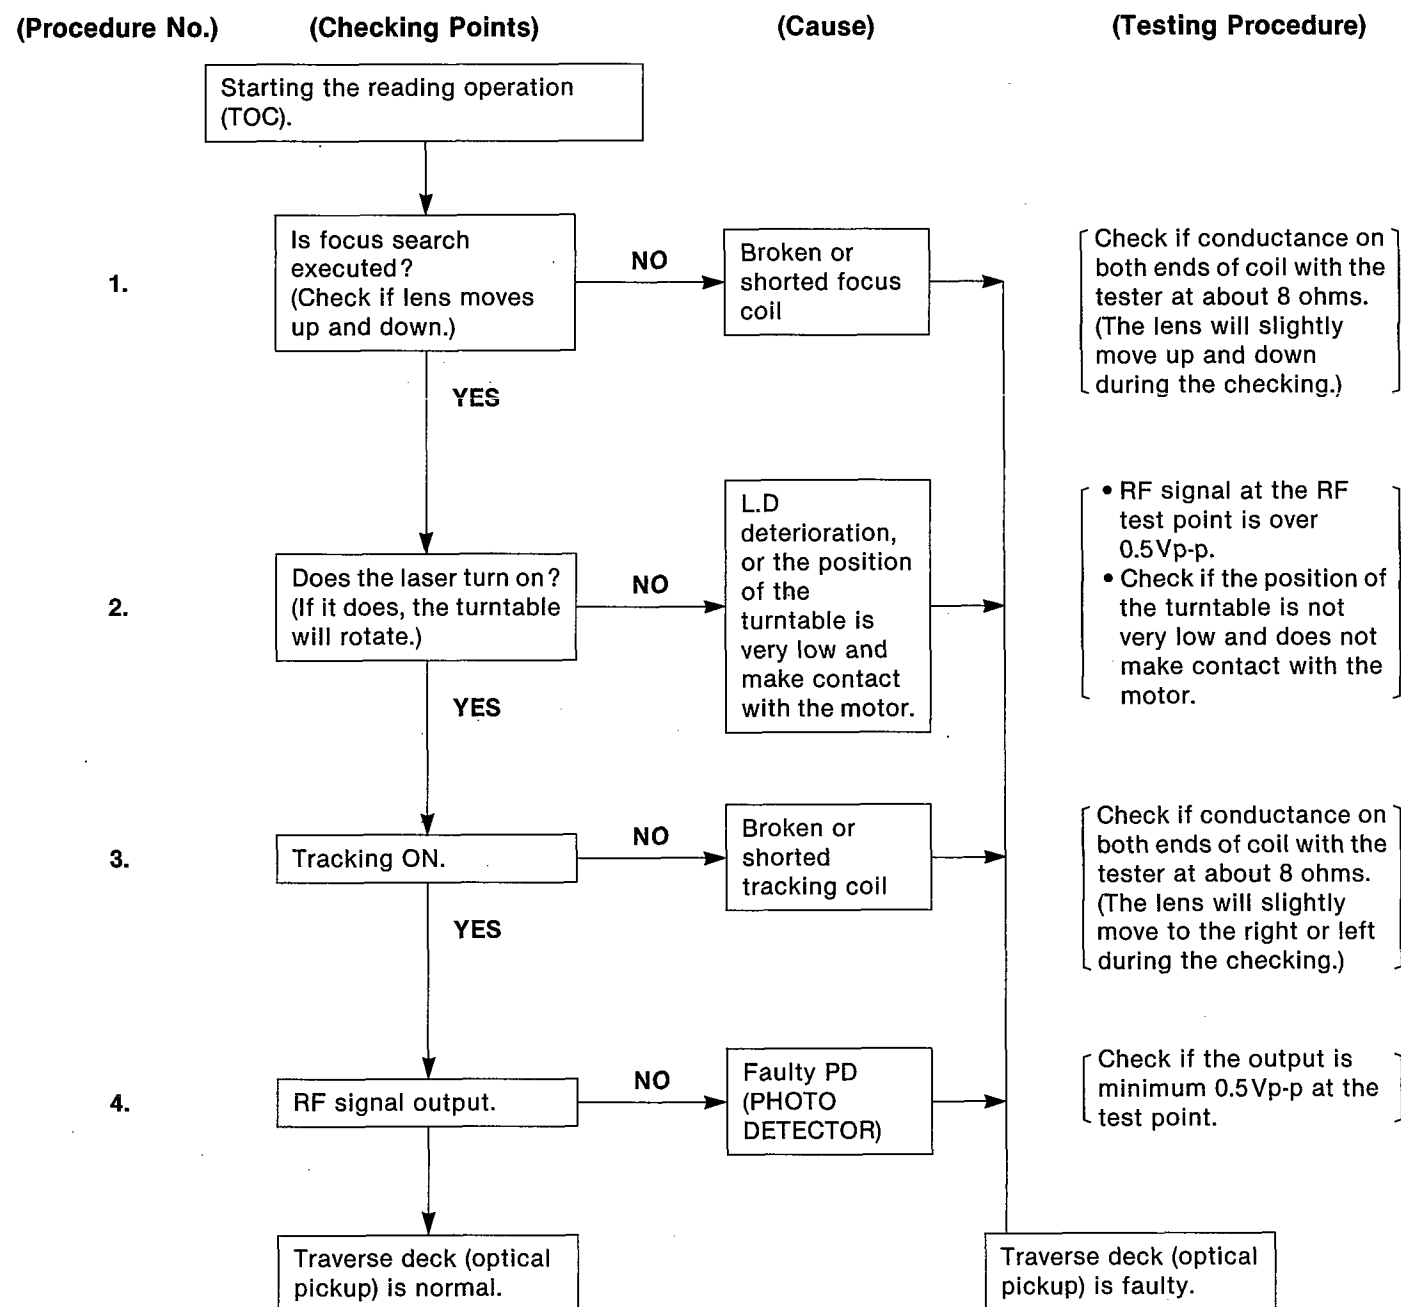 (Procedure No.)
(Checking Points)
(Cause)
(Testing Procedure)
Starting the reading operation
(TOC).
1.
Is focus search
executed?
(Check if lens moves
up and down.)
NO
Broken or
shorted focus
coil
Check if conductance on
both ends of coil with the
tester at about 8 ohms.
(The lens will slightly
move up and down
during the checking.)
YES
2.
Does the laser turn on?
(If it does, the turntable
will rotate.)
NO
L.D
deterioration,
or the position
of the
turntable is
very low and
make contact
with the motor.
• RF signal at the RF
test point is over
0.5Vp-p.
• Check if the position of
the turntable is not
very low and does not
make contact with the
motor.
YES
3.
Tracking ON.
NO
Broken or
shorted
tracking coil
Check if conductance on
both ends of coil with the
tester at about 8 ohms.
(The lens will slightly
move to the right or left
during the checking.)
YES
4.
RF signal output.
NO
Faulty PD
(PHOTO
DETECTOR)
Check if the output is
minimum 0.5Vp-p at the
test point.
Traverse deck (optical
pickup) is normal.
Traverse deck (optical
pickup) is faulty.